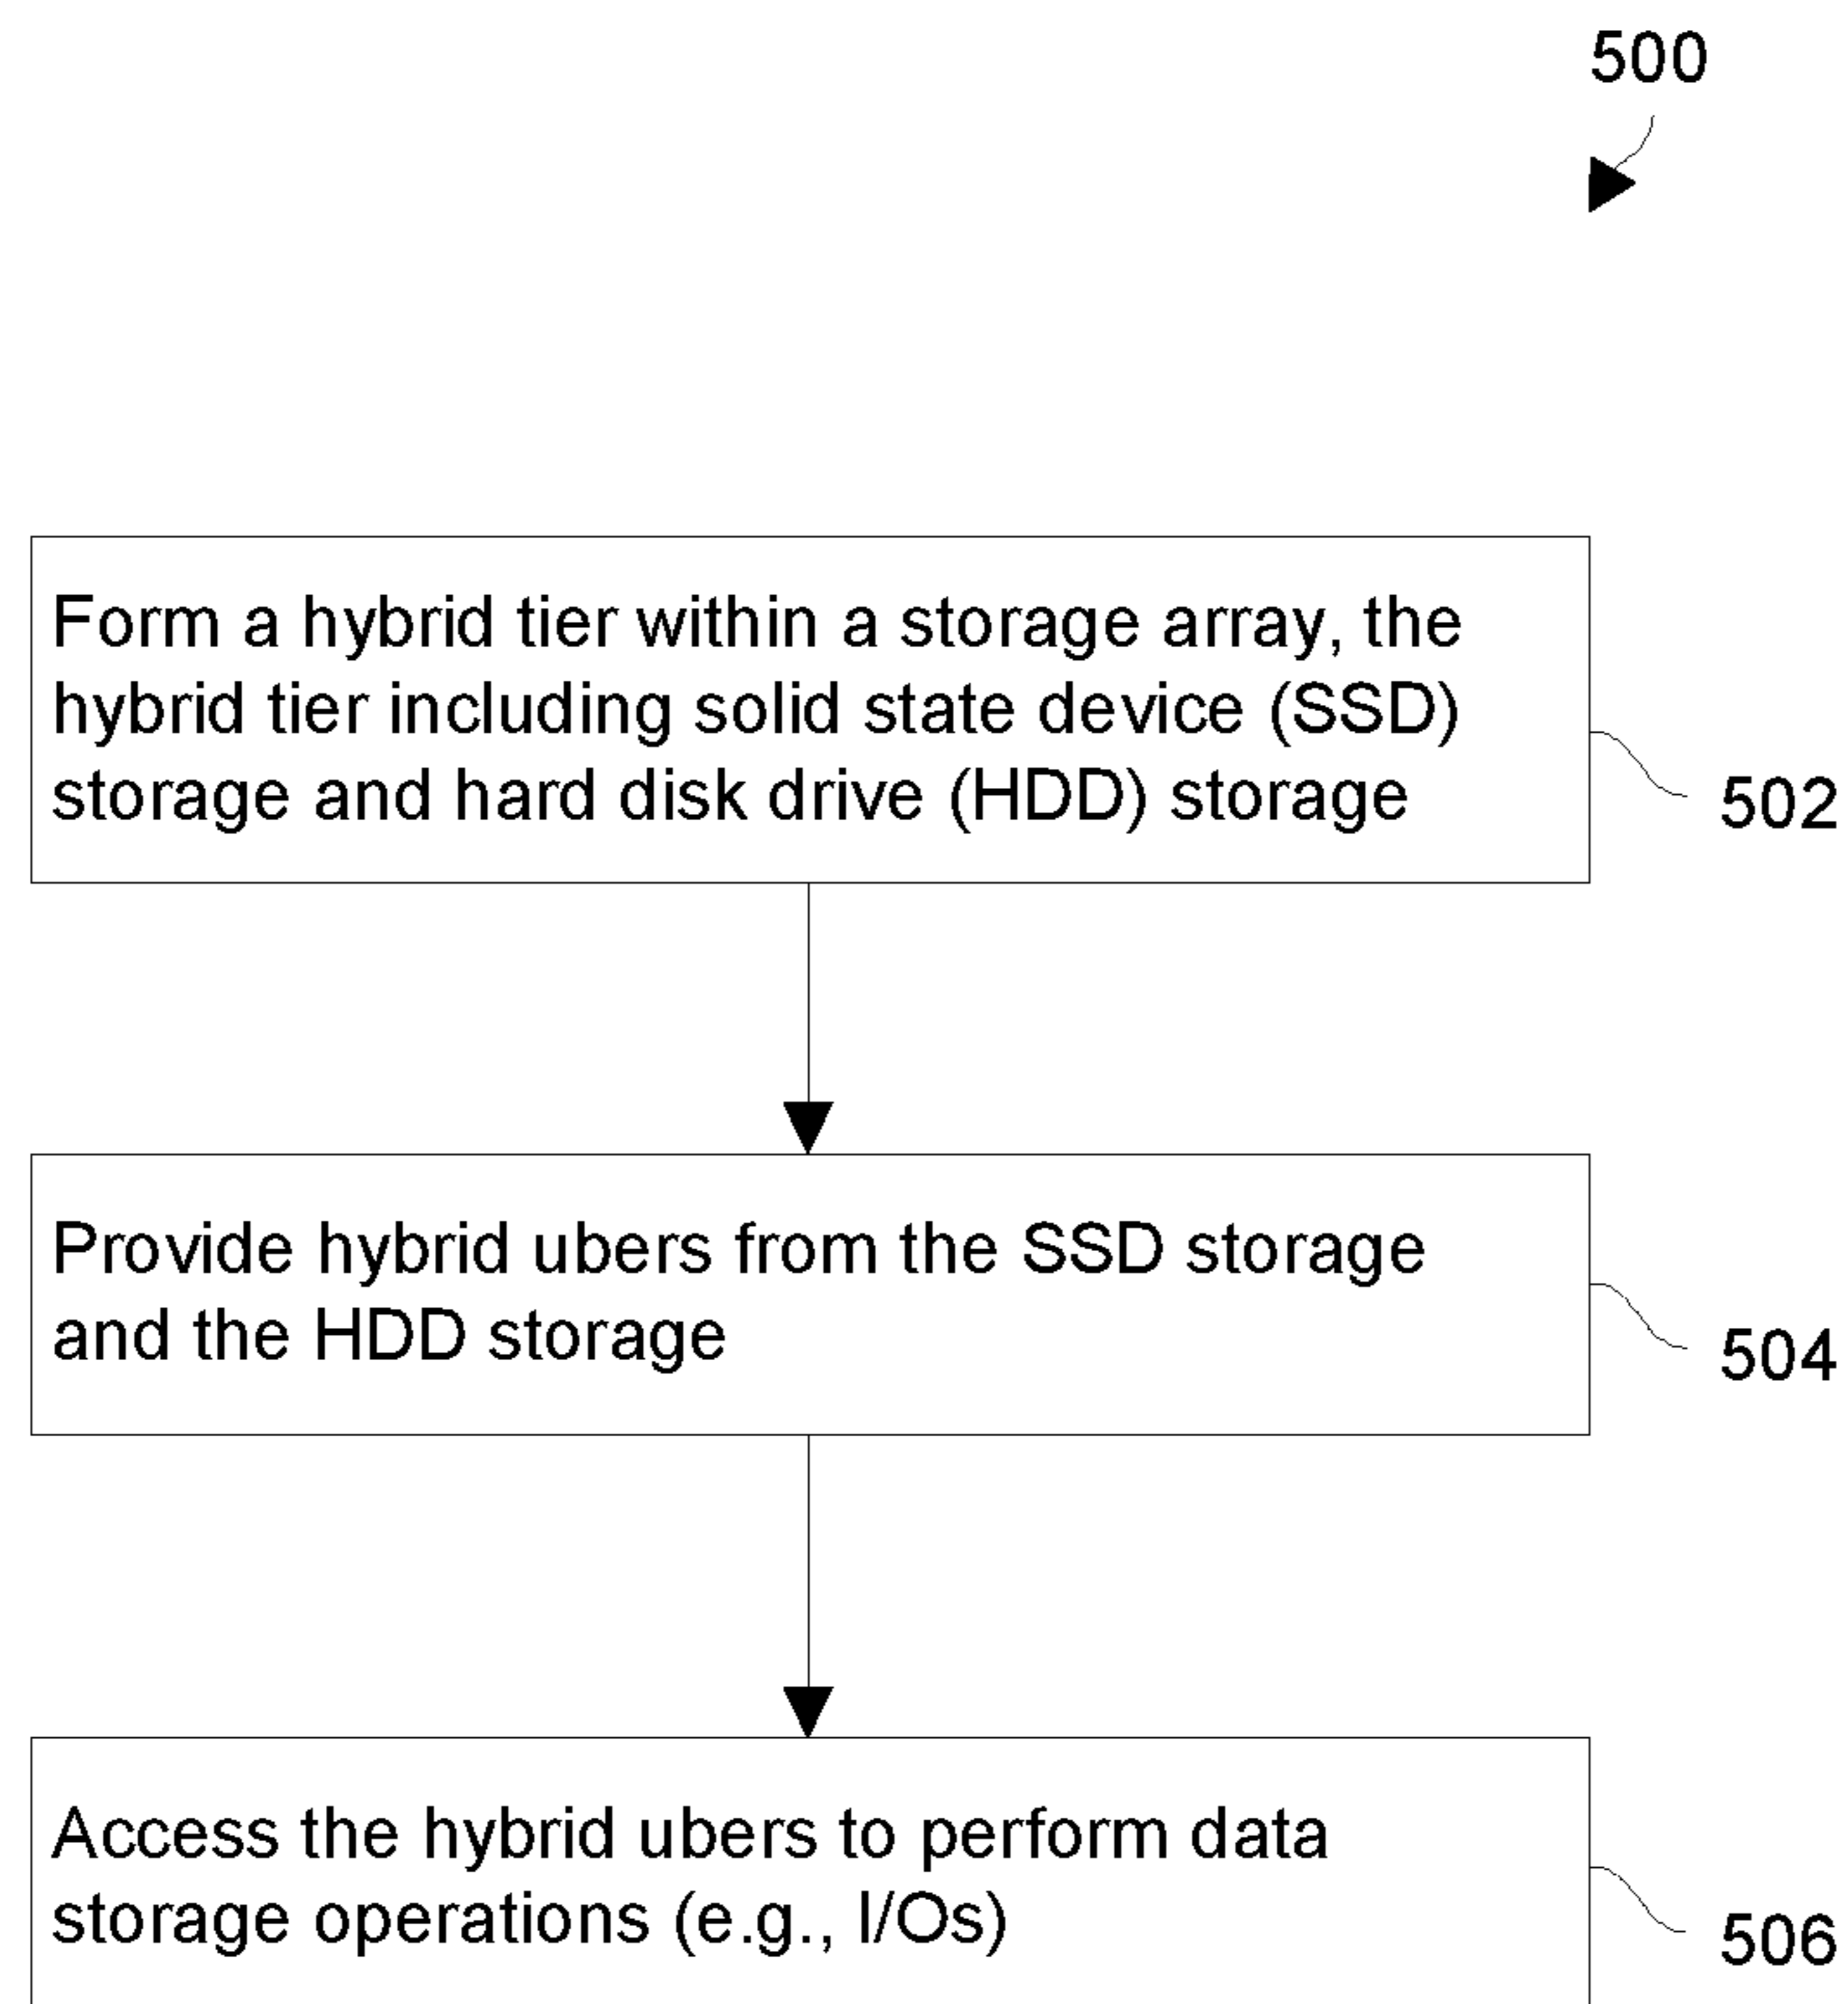 500
Form a hybrid tier within a storage array, the
hybrid tier including solid state device (SSD)
storage and hard disk drive (HDD) storage
502
Provide hybrid ubers from the SSD storage
and the HDD storage
504
Access the hybrid ubers to perform data
storage operations (e.g., I/Os)
506